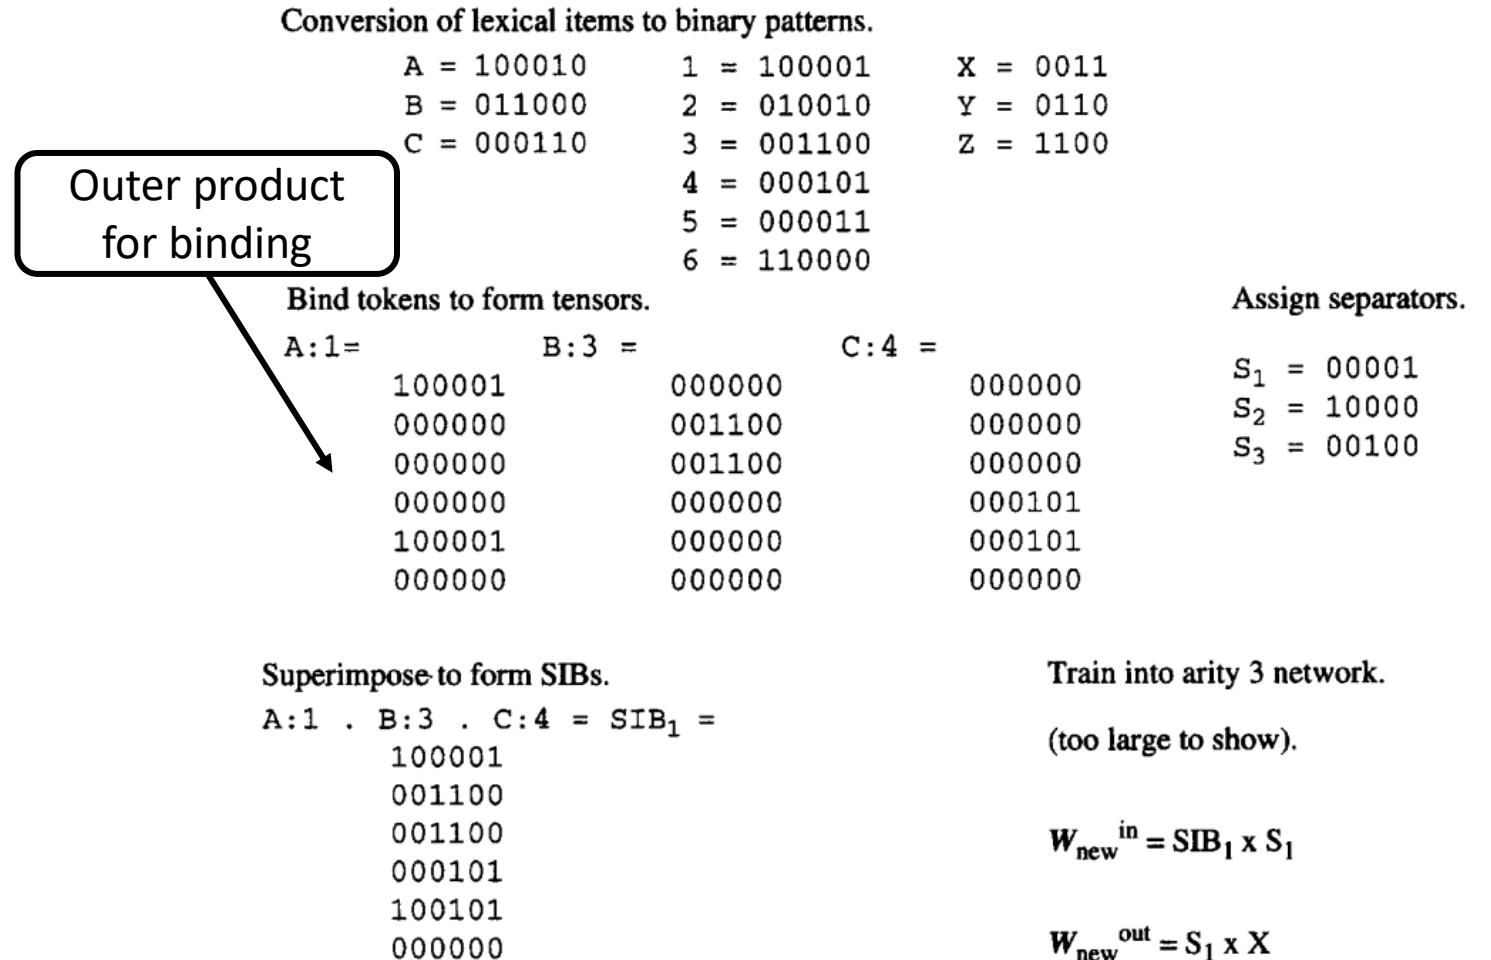 Conversion of lexical items to binary patterns.
A = 100010 1 = 100001 X = 0011
B = 011000 2 = 010010 Y = 0110
C = 000110 3 = 001100 Z = 1100
4 = 000101
5 = 000011
6 = 110000
Outer product
for binding
Bind tokens to form tensors.
A:1= B:3 = C:4 =
100001 000000 000000
000000 001100 000000
000000 001100 000000
000000 000000 000101
100001 000000 000101
000000 000000 000000
Assign separators.
S1 = 00001
S2 = 10000
S3 = 00100
Superimpose to form SIBs.
A:1 . B:3 . C:4 = SIB1 =
100001
001100
001100
000101
100101
000000
Train into arity 3 network.
(too large to show).
Wnew^in = SIB1 x S1
Wnew^out = S1 x X